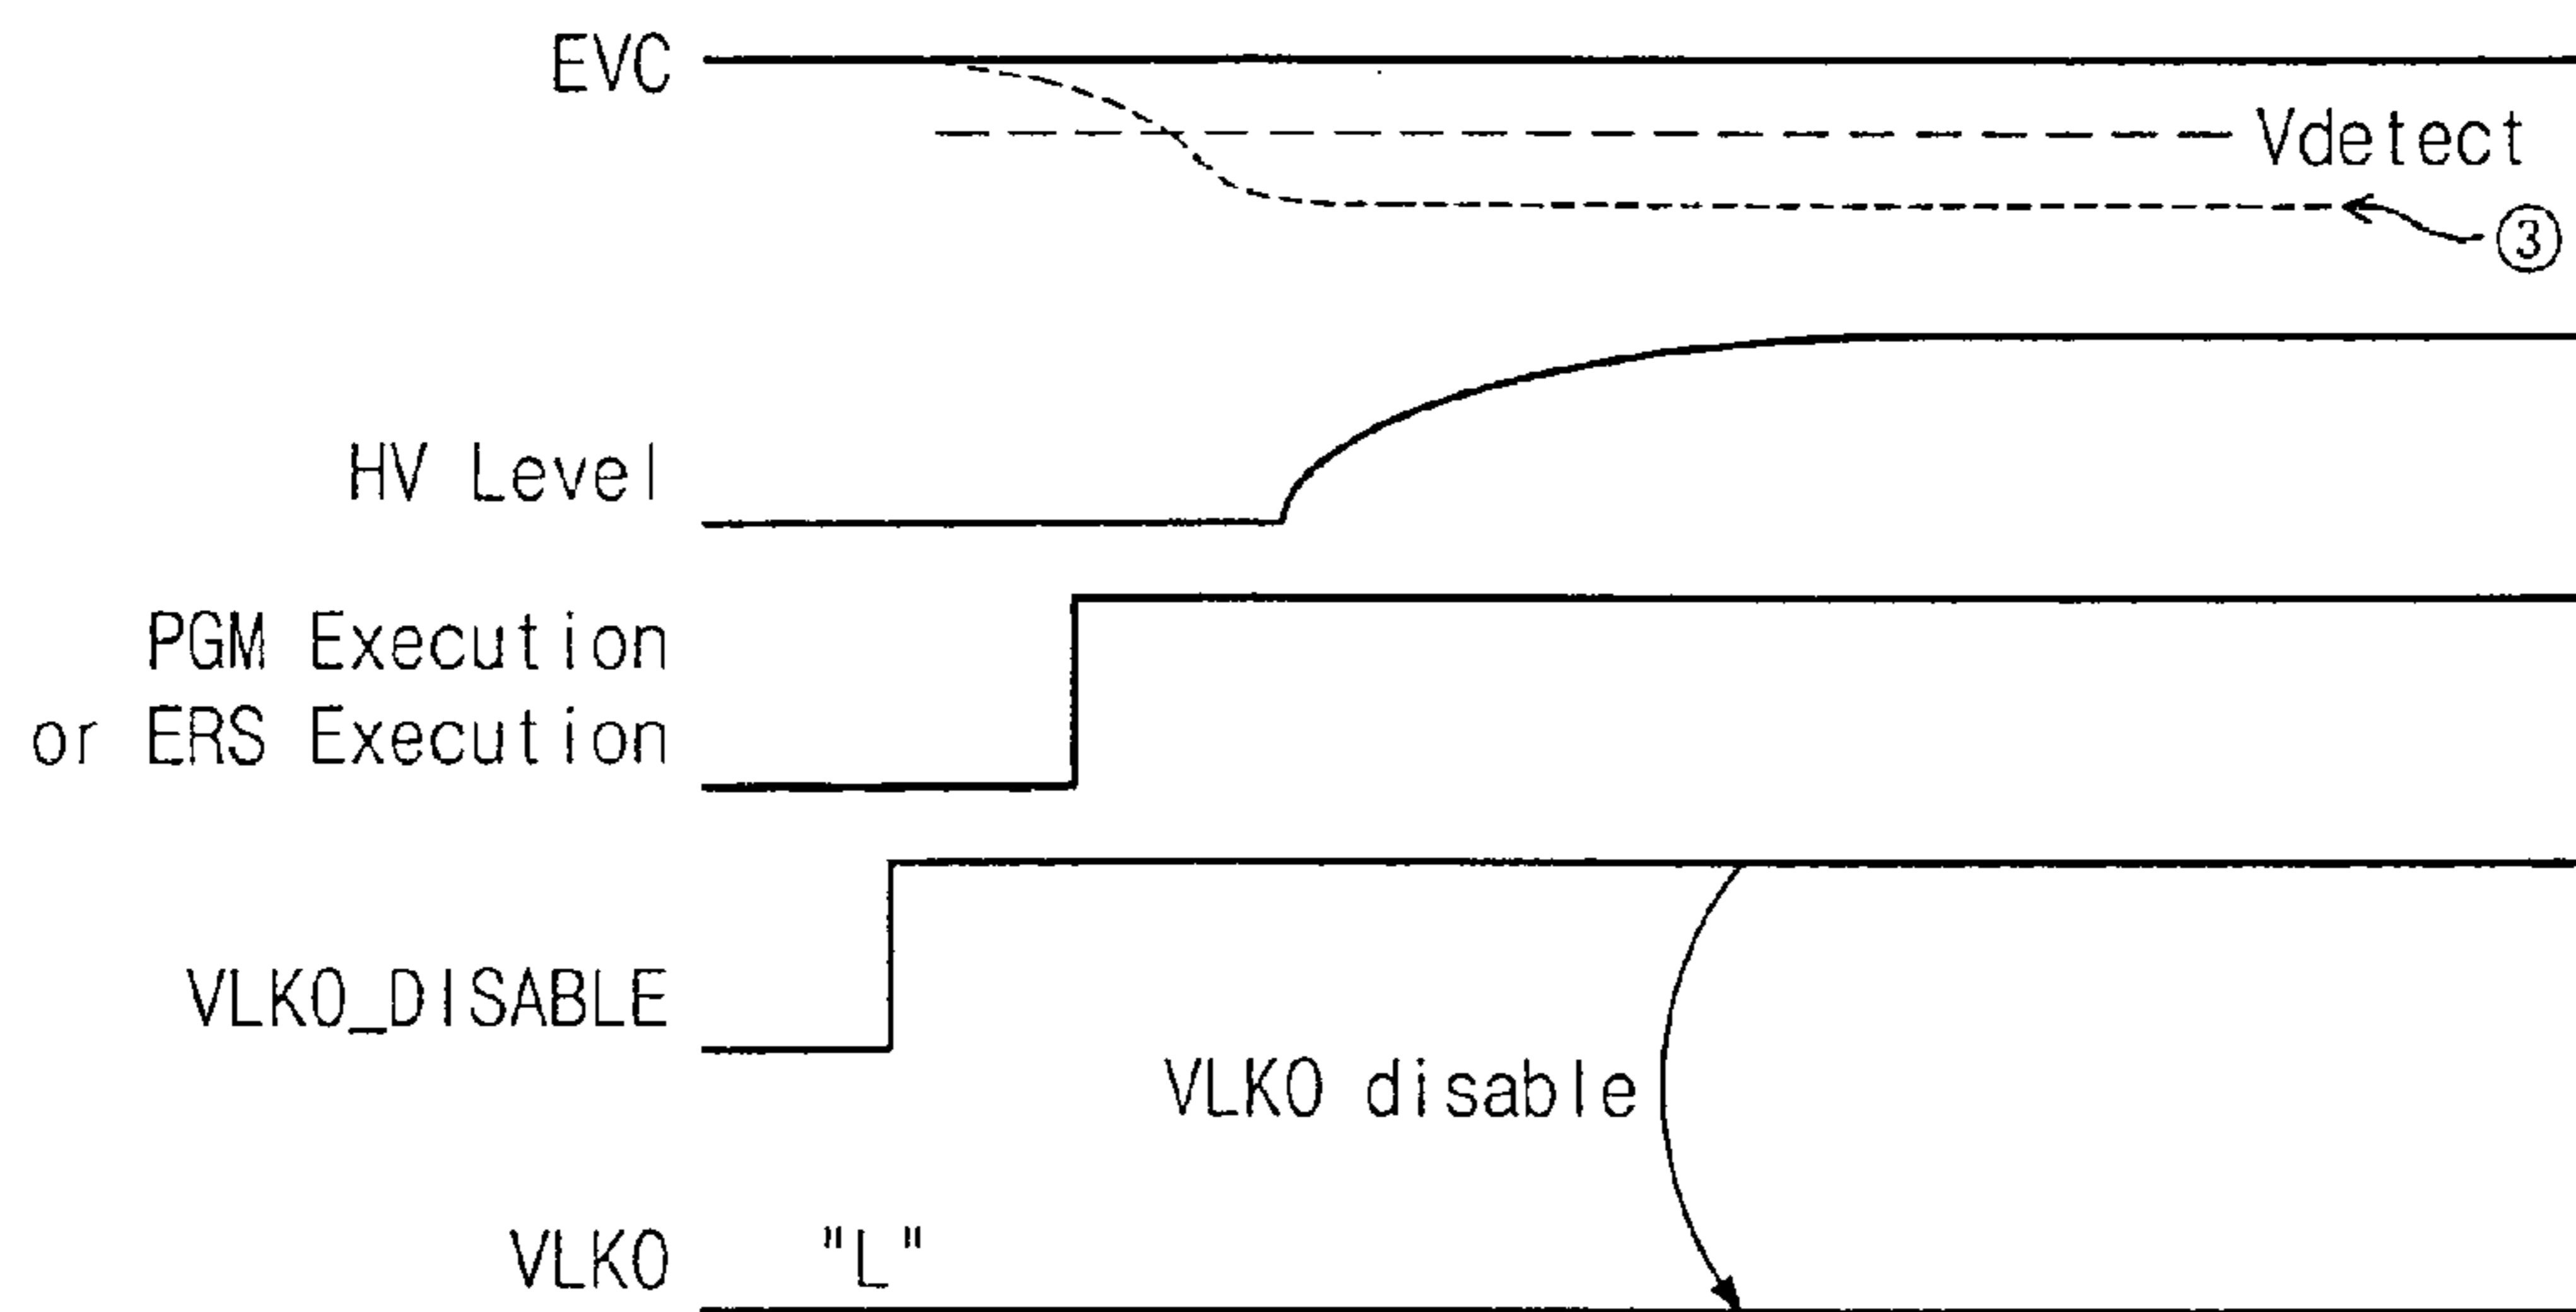 EVC
Vdetect
③
HV Level
PGM Execution
or ERS Execution
VLKO_DISABLE
VLKO disable
VLKO "L"